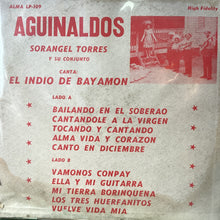 ALMA LP-109
High Fidelity
AGUINALDOS
SORANGEL TORRES
Y SU CONJUNTO
CANTA:
EL INDIO DE BAYAMON
LADO A
BAILANDO EN EL SOBERAO
CANTANDOLE A LA VIRGEN
TOCANDO Y CANTANDO
ALMA VIDA Y CORAZON
CANTO EN DICIEMBRE
LADO B
VAMONOS CONPAY
ELLA Y MI GUITARRA
MI TIERRA BORINQUENA
LOS TRES HUERFANITOS
VUELVE VIDA MIA